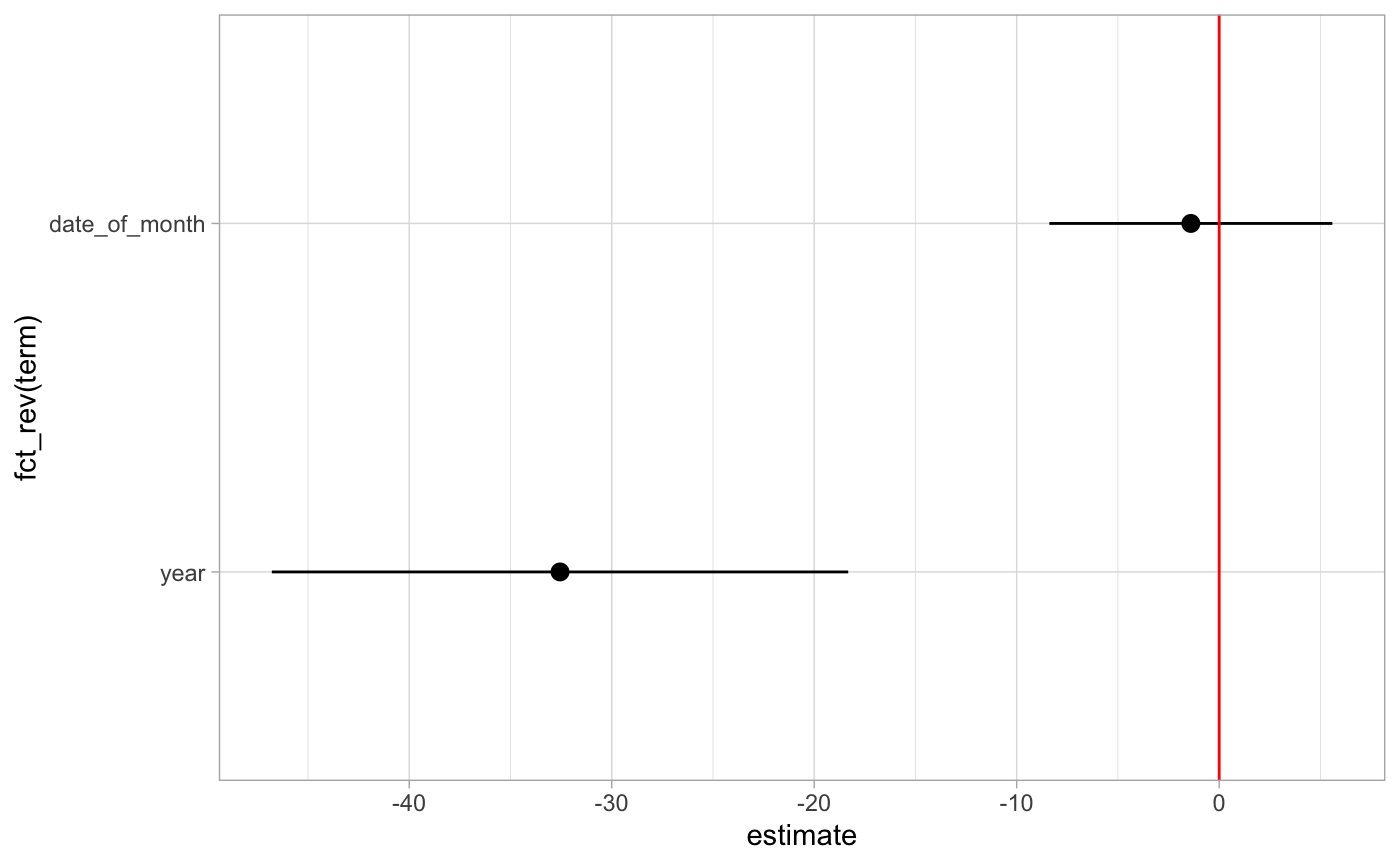 date_of_month
fct_rev(term)
year
-40 -30 -20 -10 0
estimate